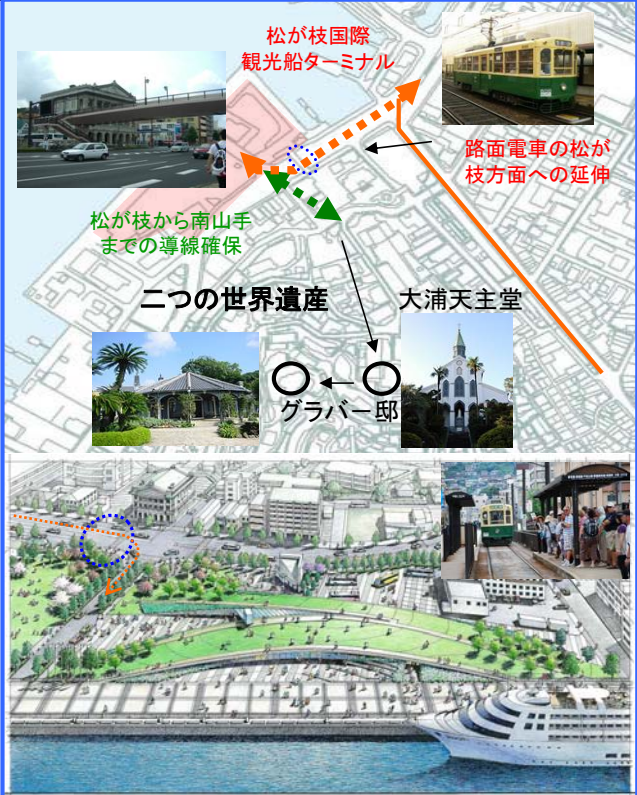 松が枝国際
観光船ターミナル
路面電車の松が
枝方面への延伸
松が枝から南山手
までの導線確保
二つの世界遺産
大浦天主堂
グラバー邸